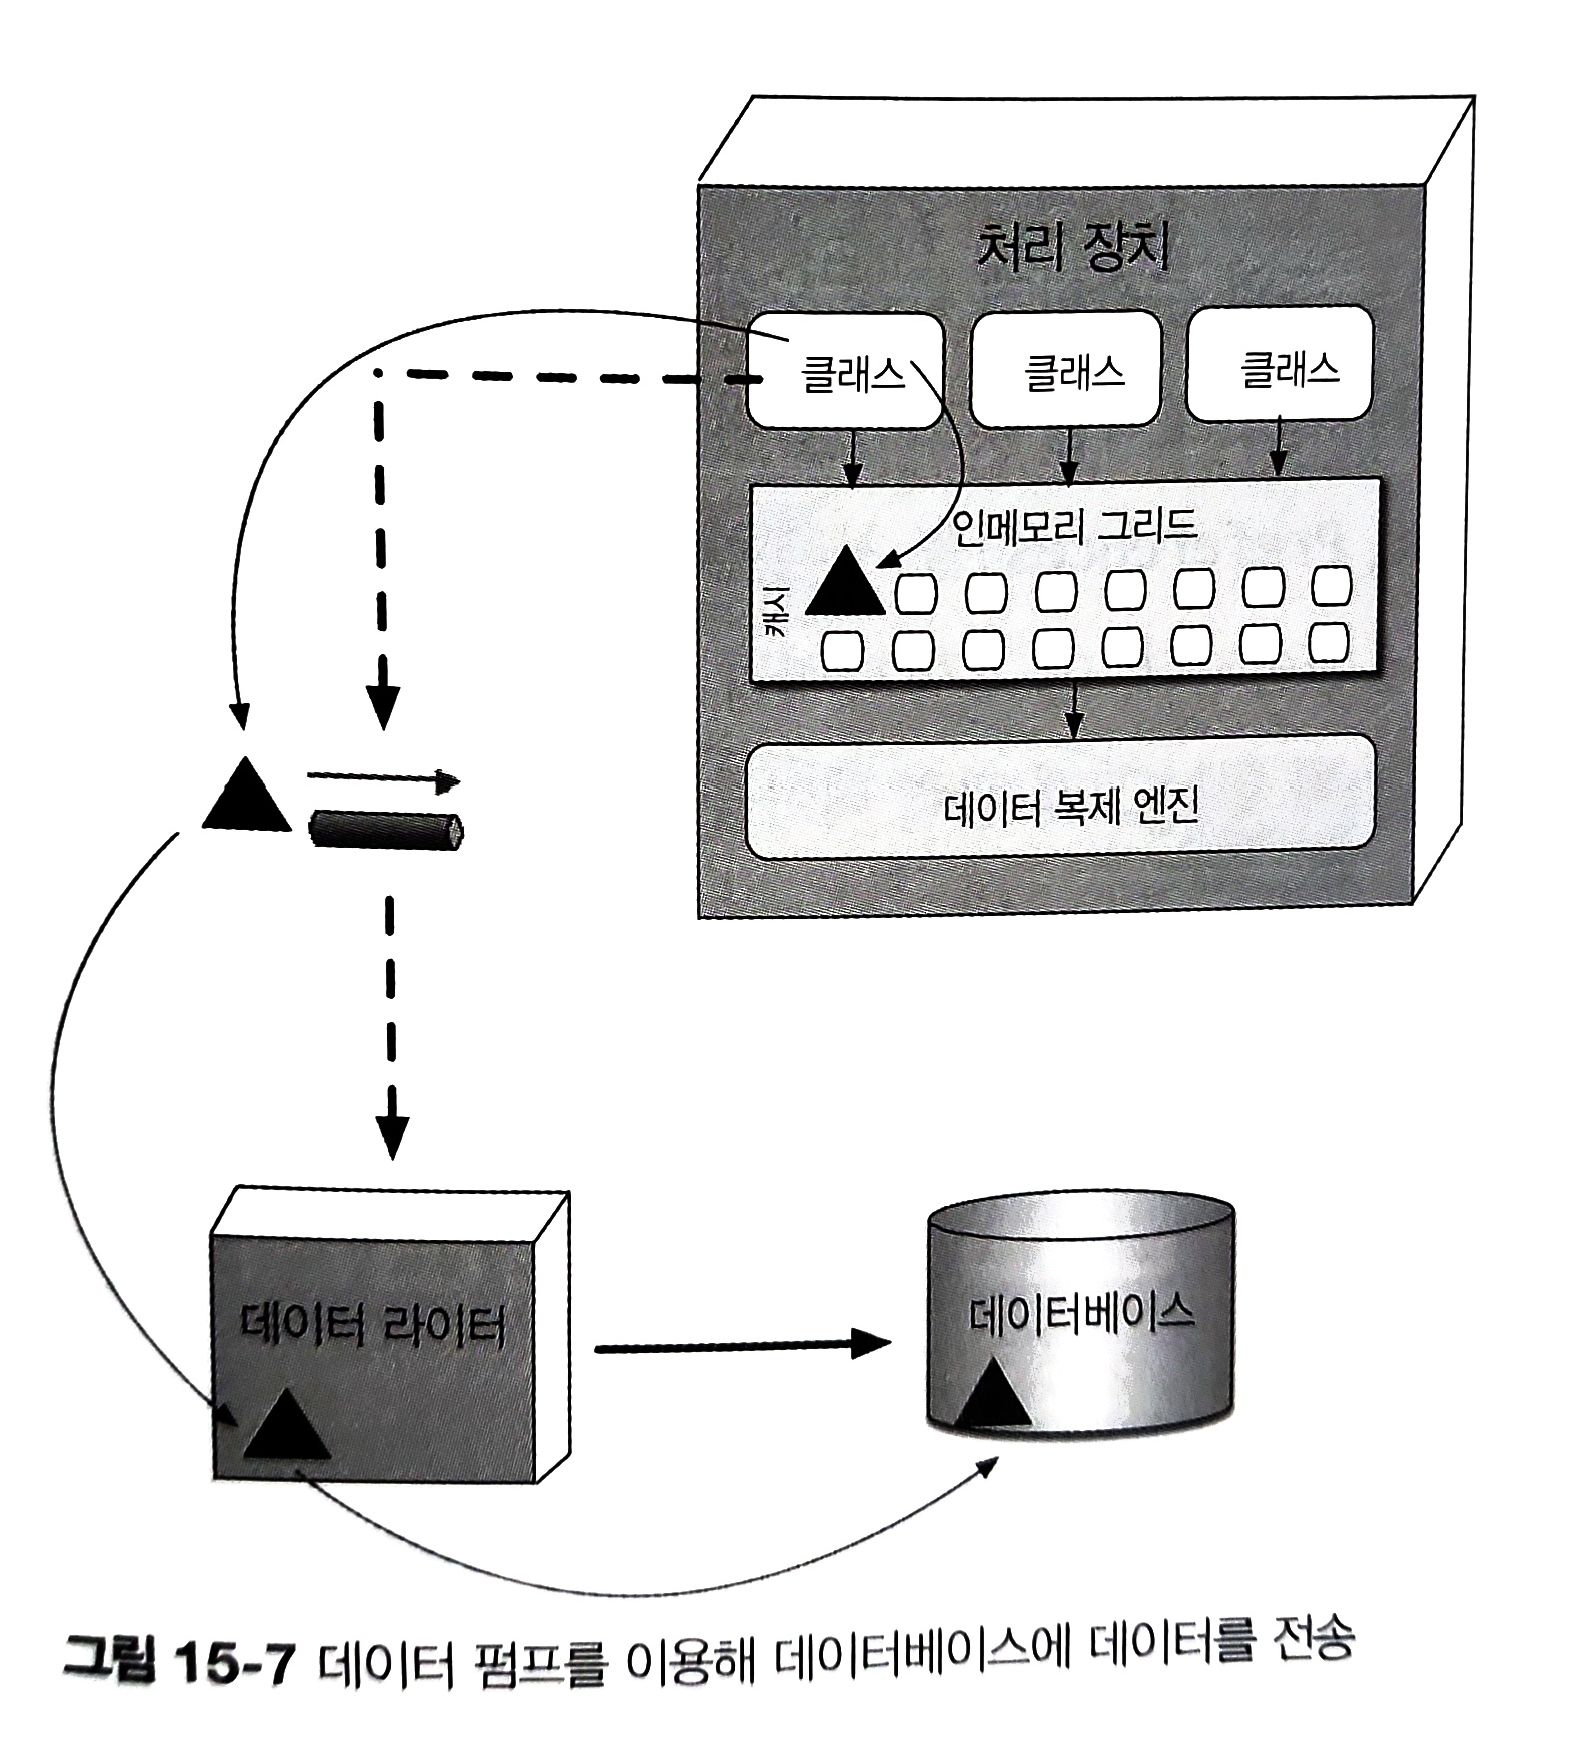 처리 장치
클래스
클래스
클래스
인메모리 그리드
캐시
데이터 복제 엔진
데이터 라이터
데이터베이스
그림 15-7 데이터 펌프를 이용해 데이터베이스에 데이터를 전송